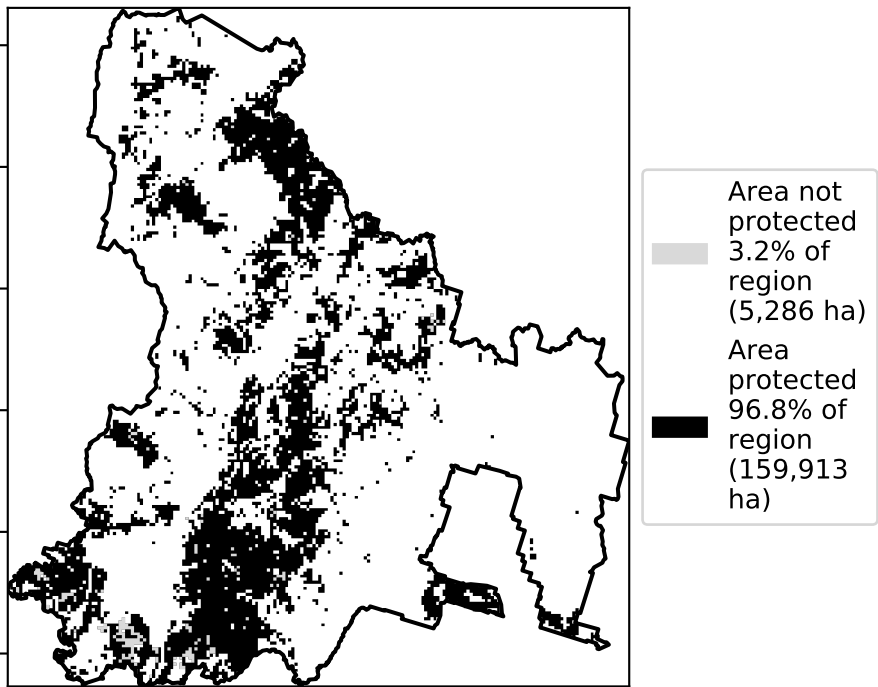 Area not
protected
3.2% of
region
(5,286 ha)
Area
protected
96.8% of
region
(159,913
ha)